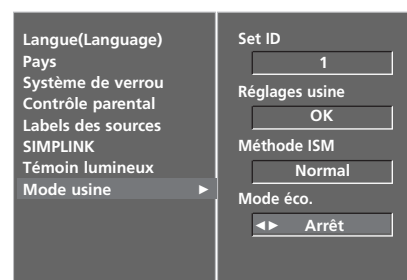 Langue(Language)
Pays
Système de verrou
Contrôle parental
Labels des sources
SIMPLINK
Témoin lumineux
Mode usine ►
Set ID
1
Réglages usine
OK
Méthode ISM
Normal
Mode éco.
◄► Arrêt